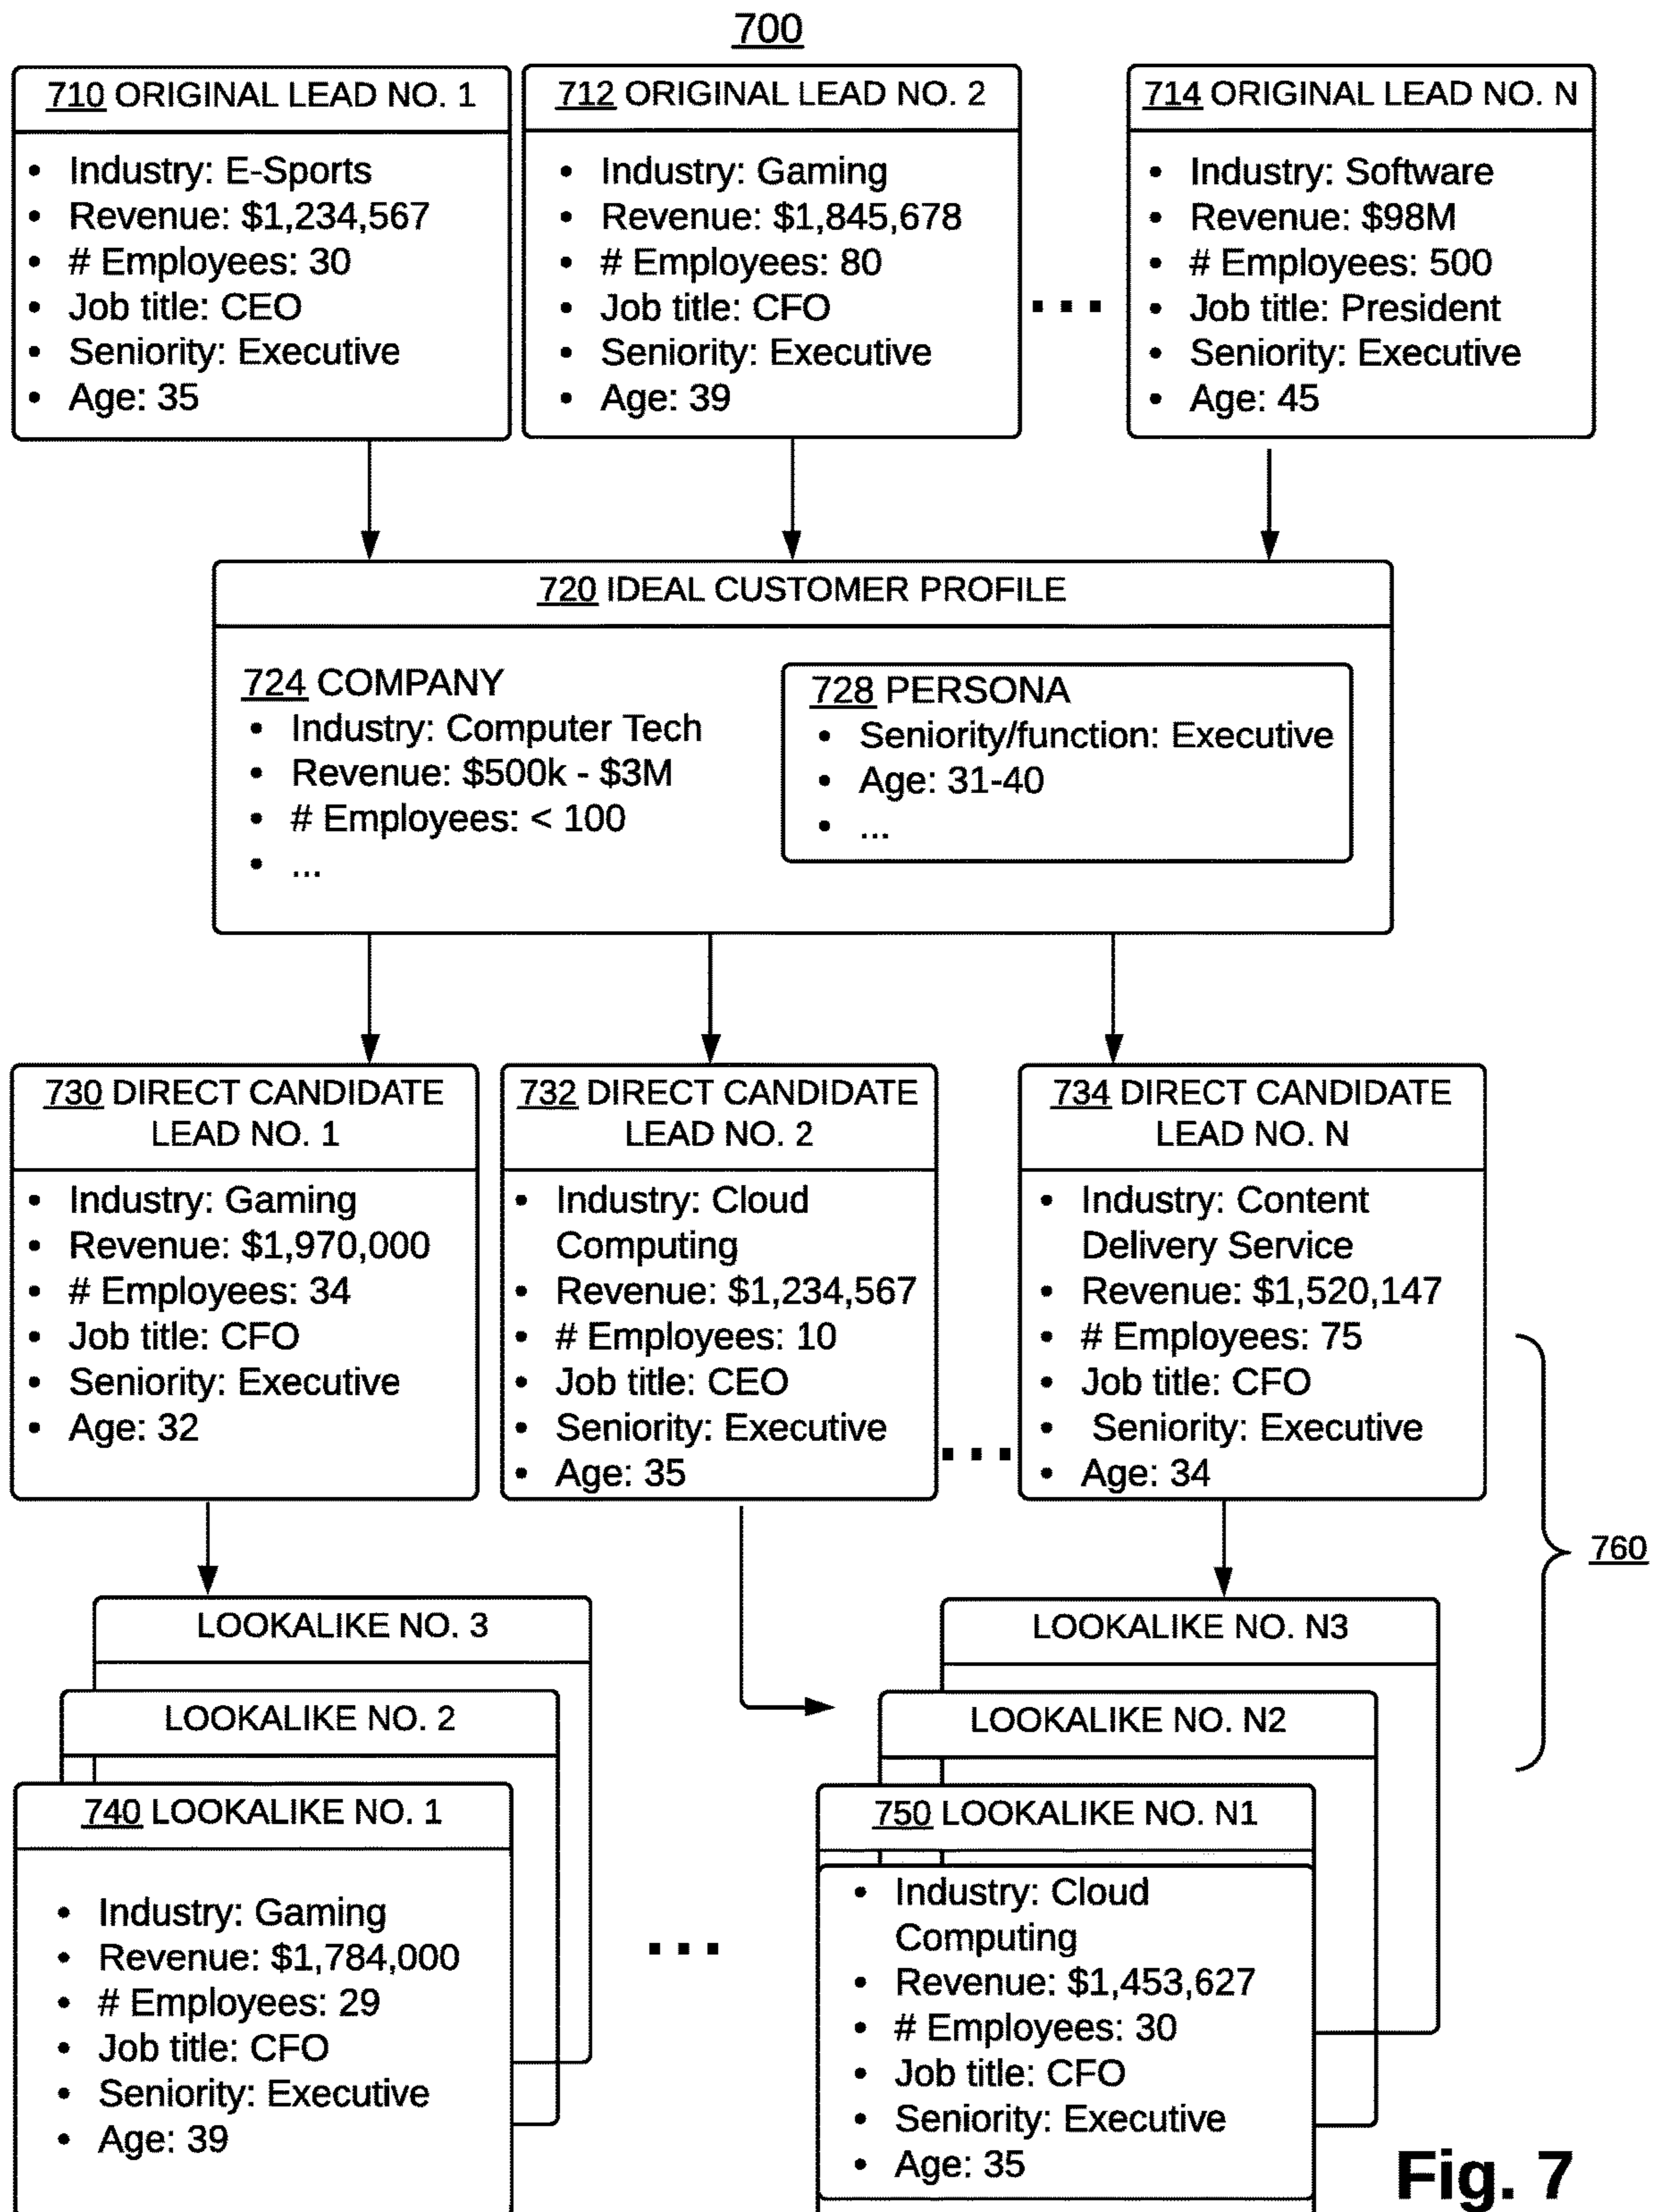 700
710 ORIGINAL LEAD NO. 1
• Industry: E-Sports
• Revenue: $1,234,567
• # Employees: 30
• Job title: CEO
• Seniority: Executive
• Age: 35
712 ORIGINAL LEAD NO. 2
• Industry: Gaming
• Revenue: $1,845,678
• # Employees: 80
• Job title: CFO
• Seniority: Executive
• Age: 39
...
714 ORIGINAL LEAD NO. N
• Industry: Software
• Revenue: $98M
• # Employees: 500
• Job title: President
• Seniority: Executive
• Age: 45
720 IDEAL CUSTOMER PROFILE
724 COMPANY
• Industry: Computer Tech
• Revenue: $500k - $3M
• # Employees: < 100
• ...
728 PERSONA
• Seniority/function: Executive
• Age: 31-40
• ...
730 DIRECT CANDIDATE
LEAD NO. 1
• Industry: Gaming
• Revenue: $1,970,000
• # Employees: 34
• Job title: CFO
• Seniority: Executive
• Age: 32
732 DIRECT CANDIDATE
LEAD NO. 2
• Industry: Cloud
Computing
• Revenue: $1,234,567
• # Employees: 10
• Job title: CEO
• Seniority: Executive
• Age: 35
...
734 DIRECT CANDIDATE
LEAD NO. N
• Industry: Content
Delivery Service
• Revenue: $1,520,147
• # Employees: 75
• Job title: CFO
• Seniority: Executive
• Age: 34
760
LOOKALIKE NO. 3
LOOKALIKE NO. 2
740 LOOKALIKE NO. 1
• Industry: Gaming
• Revenue: $1,784,000
• # Employees: 29
• Job title: CFO
• Seniority: Executive
• Age: 39
...
LOOKALIKE NO. N3
LOOKALIKE NO. N2
750 LOOKALIKE NO. N1
• Industry: Cloud
Computing
• Revenue: $1,453,627
• # Employees: 30
• Job title: CFO
• Seniority: Executive
• Age: 35
Fig. 7